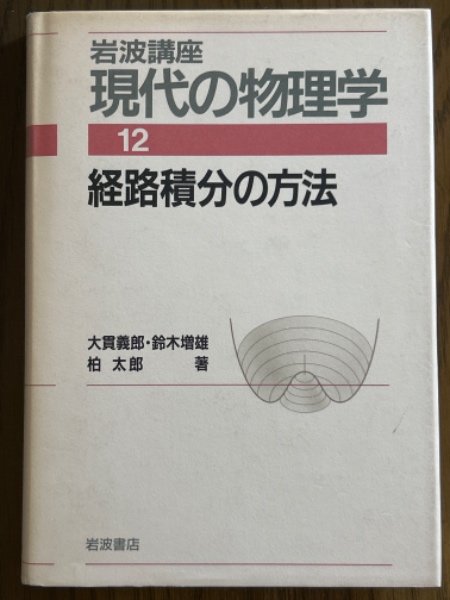 岩波講座
現代の物理学
12
経路積分の方法
大貫義郎・鈴木増雄
柏 太郎 著
岩波書店